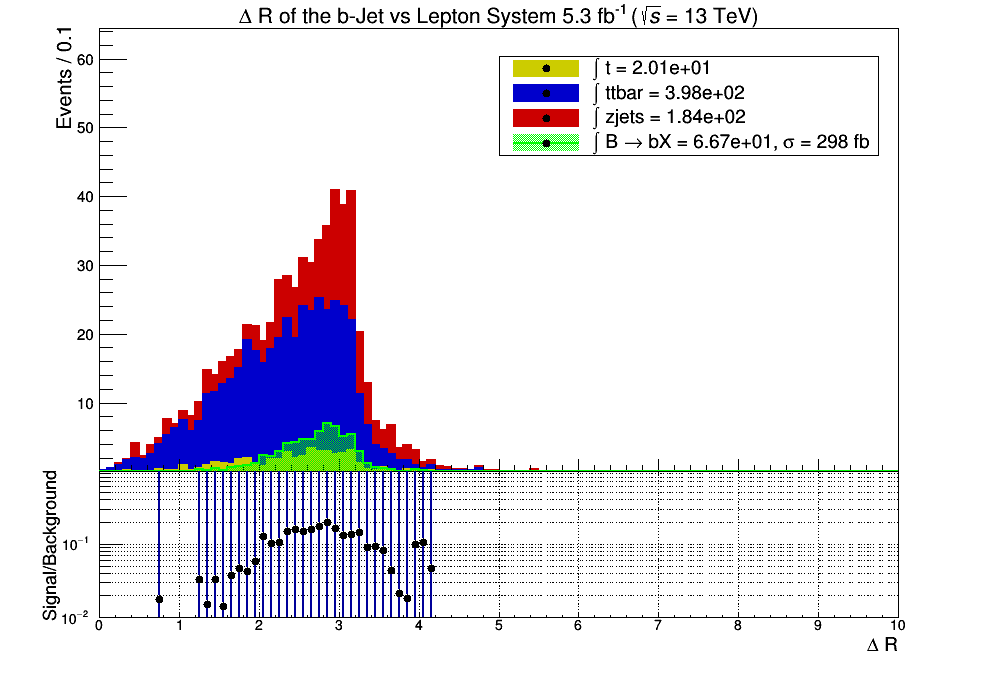 Δ R of the b-Jet vs Lepton System 5.3 fb⁻¹ (√s = 13 TeV)
Events / 0.1
60
50
40
30
20
10
∫ t = 2.01e+01
∫ ttbar = 3.98e+02
∫ zjets = 1.84e+02
∫ B → bX = 6.67e+01, σ = 298 fb
Signal/Background
10⁻¹
10⁻²
0 1 2 3 4 5 6 7 8 9 10
Δ R